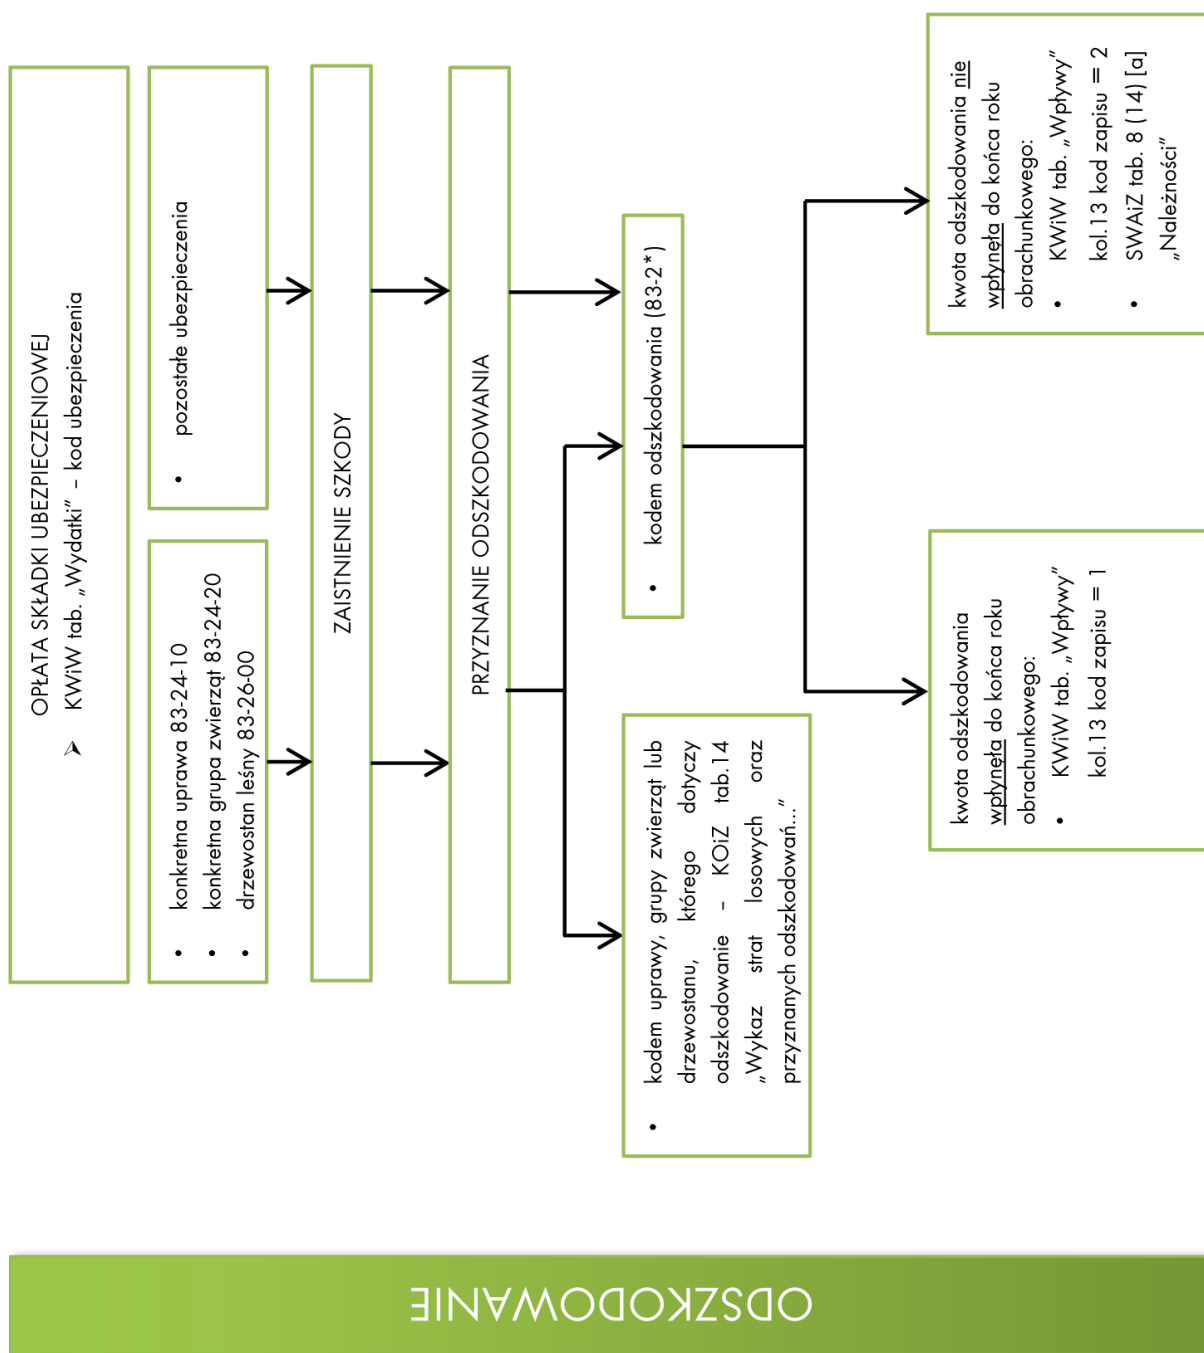 ODSZKODOWANIE
OPŁATA SKŁADKI UBEZPIECZENIOWEJ
➢ KWiW tab. „Wydatki” – kod ubezpieczenia
• konkretna uprawa 83-24-10
• konkretna grupa zwierząt 83-24-20
• drzewostan leśny 83-26-00
• pozostałe ubezpieczenia
ZAISTNIENIE SZKODY
PRZYZNANIE ODSZKODOWANIA
• kodem uprawy, grupy zwierząt lub
drzewostanu, którego dotyczy
odszkodowanie – KOiZ tab.14
„Wykaz strat losowych oraz
przyznanych odszkodowań...”
• kodem odszkodowania (83-2*)
kwota odszkodowania
wpłynęła do końca roku
obrachunkowego:
• KWiW tab. „Wpływy”
kol.13 kod zapisu = 1
kwota odszkodowania nie
wpłynęła do końca roku
obrachunkowego:
• KWiW tab. „Wpływy”
kol.13 kod zapisu = 2
• SWAiZ tab. 8 (14) [a]
„Należności”